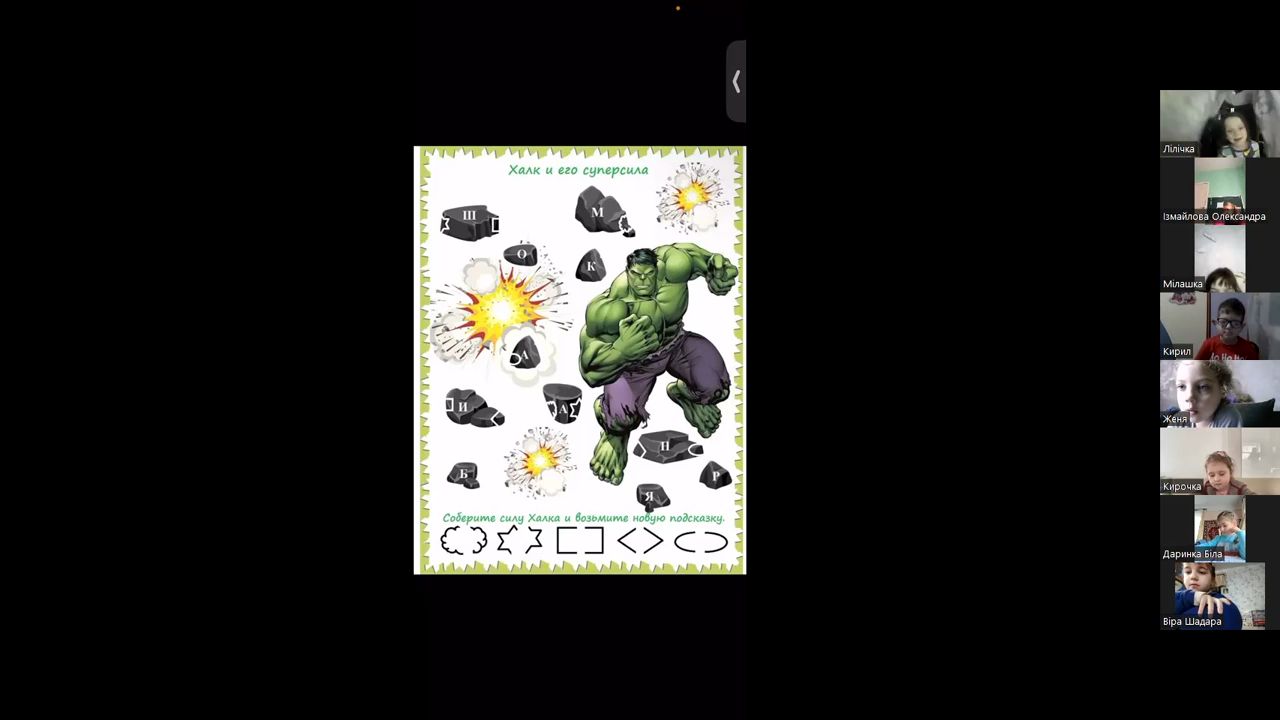 Халк и его суперсила
Ш
М
О
К
А
И
А
П
Б
Р
Я
Соберите силу Халка и возьмите новую подсказку.
Лілічка
Ізмайлова Олександра
Мілашка
Кирил
Женя
Кирочка
Даринка Біла
Віра Шадара